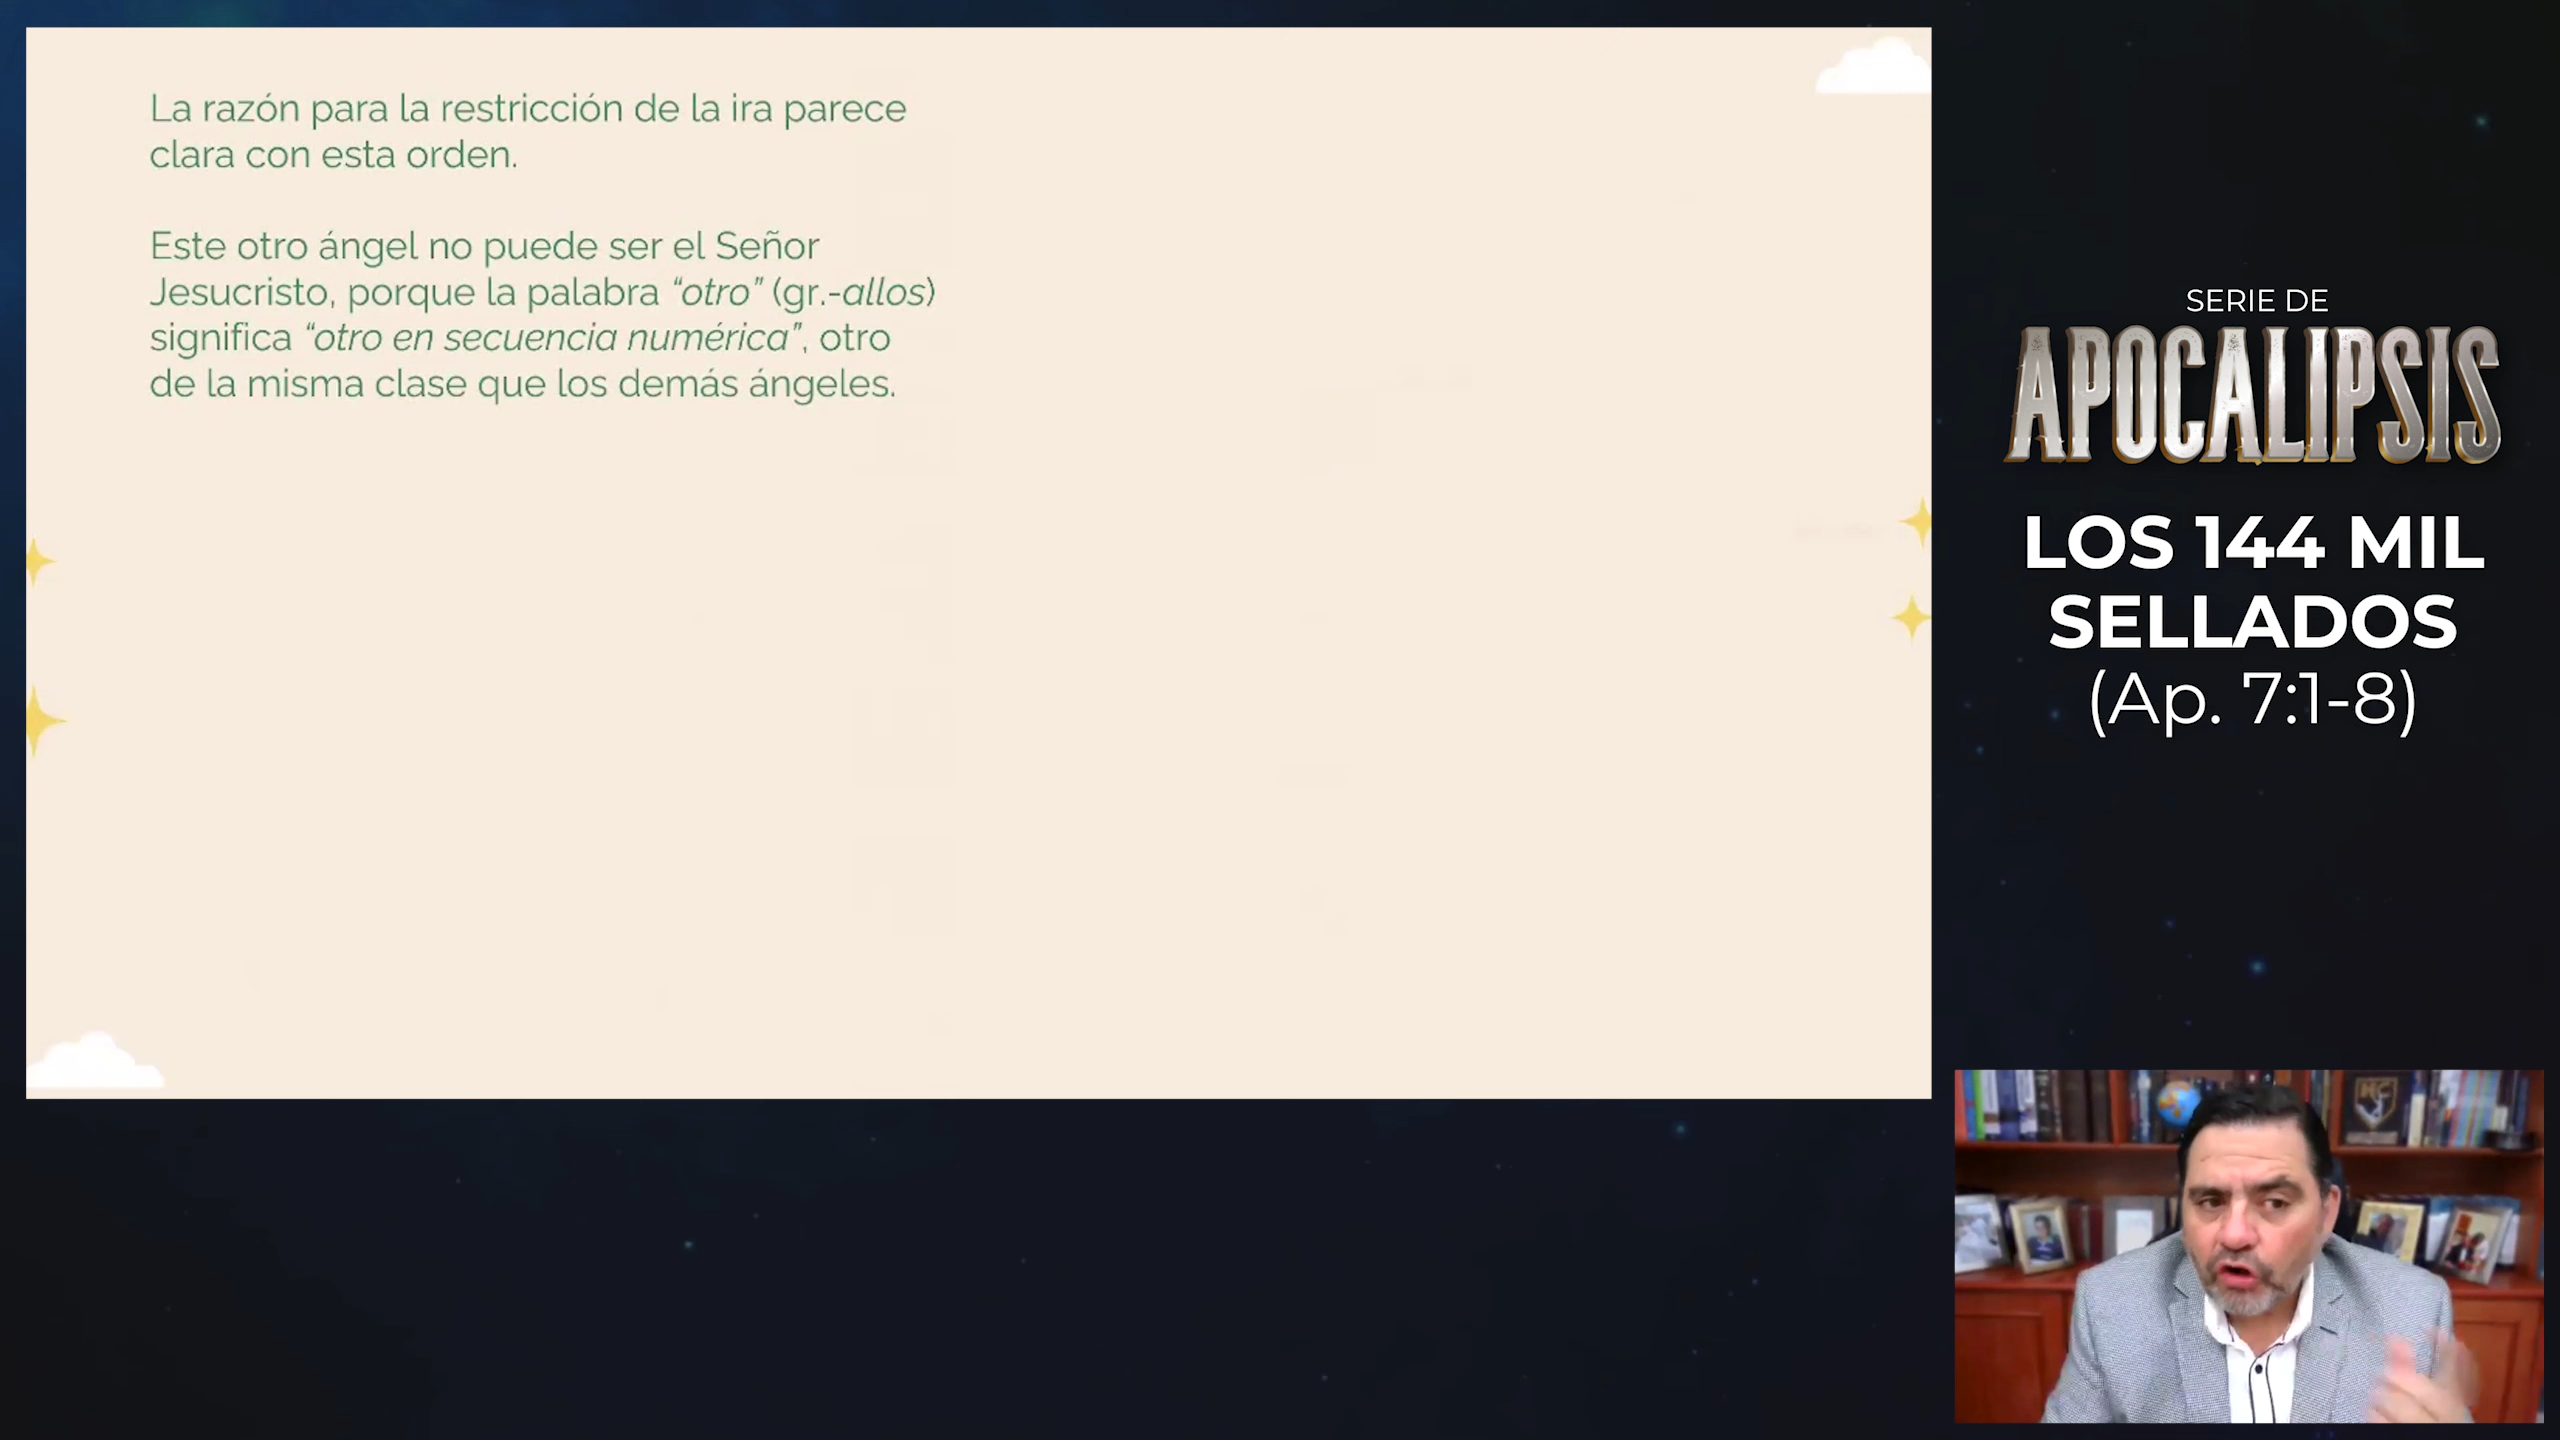 La razón para la restricción de la ira parece
clara con esta orden.
Este otro ángel no puede ser el Señor
Jesucristo, porque la palabra “otro” (gr.-allos)
significa “otro en secuencia numérica”, otro
de la misma clase que los demás ángeles.
SERIE DE
APOCALIPSIS
LOS 144 MIL
SELLADOS
(Ap. 7:1-8)